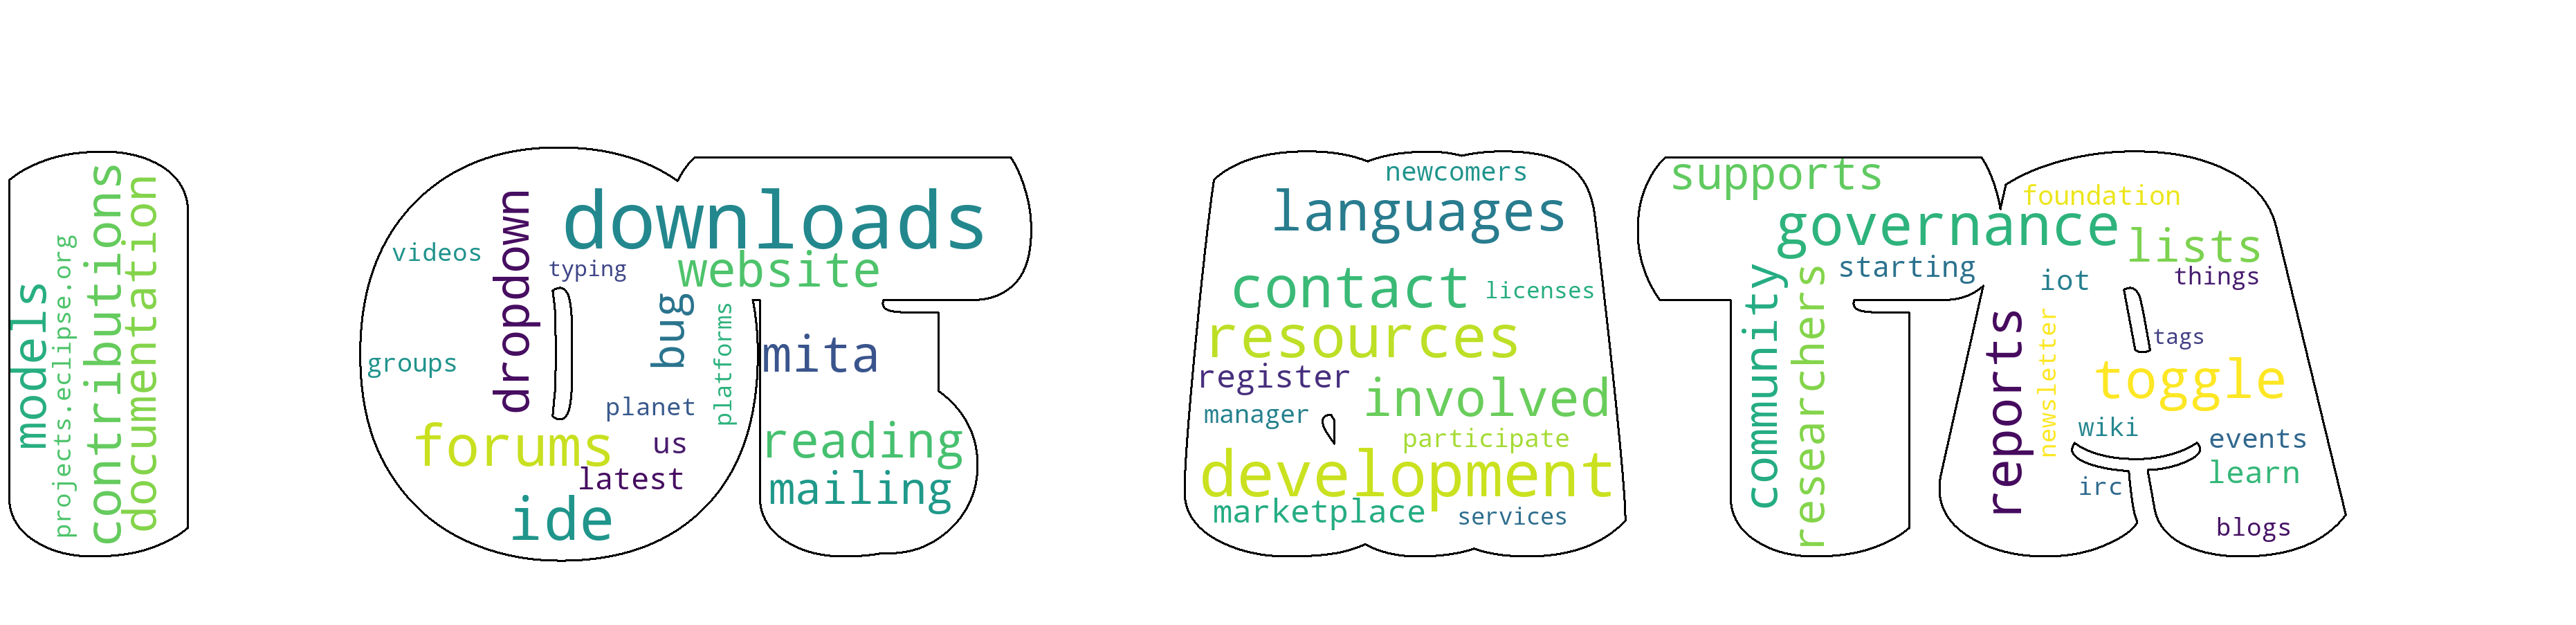 models
projects.eclipse.org
contributions
documentation
videos
groups
dropdown
downloads
typing
website
bug
platforms
mita
planet
forums
us
latest
ide
reading
mailing
newcomers
languages
contact
licenses
resources
register
involved
manager
participate
development
marketplace
services
supports
governance
foundation
lists
starting
iot
things
community
researchers
reports
newsletter
tags
toggle
wiki
events
learn
irc
blogs